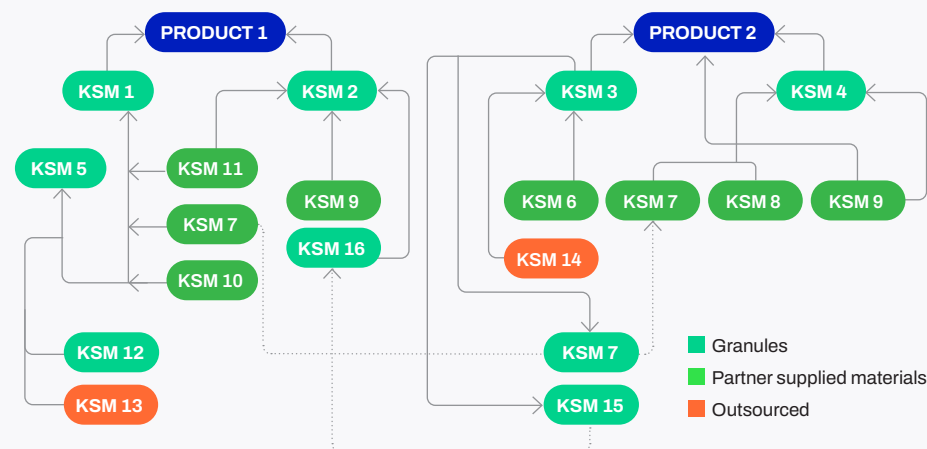 PRODUCT 1
PRODUCT 2
KSM 1
KSM 2
KSM 3
KSM 4
KSM 5
KSM 11
KSM 9
KSM 6
KSM 7
KSM 8
KSM 9
KSM 7
KSM 16
KSM 14
KSM 10
KSM 12
KSM 7
Granules
Partner supplied materials
KSM 13
KSM 15
Outsourced